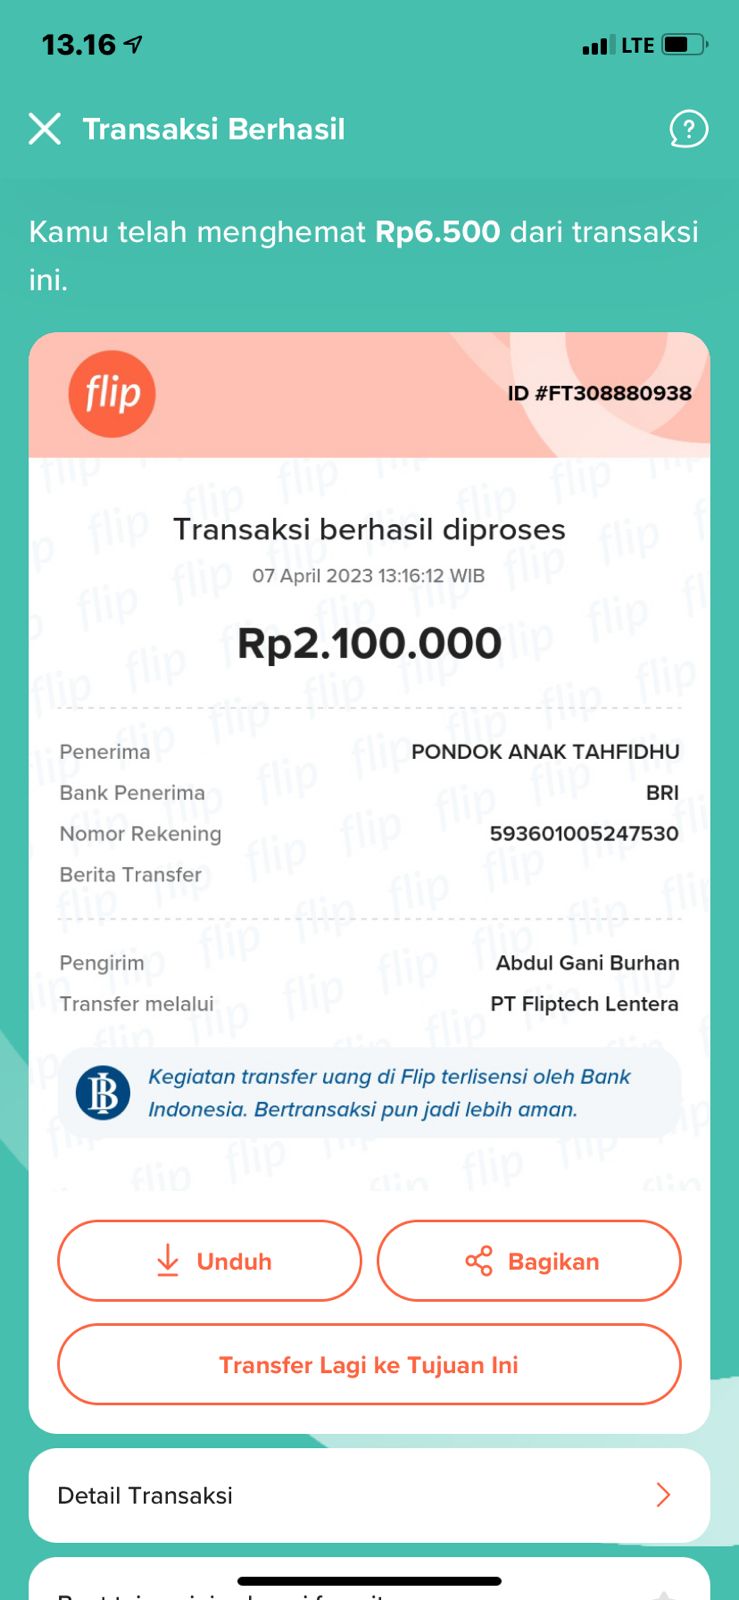 13.16
LTE
Transaksi Berhasil
?
Kamu telah menghemat Rp6.500 dari transaksi
ini.
flip
ID #FT308880938
Transaksi berhasil diproses
07 April 2023 13:16:12 WIB
Rp2.100.000
Penerima PONDOK ANAK TAHFIDHU
Bank Penerima BRI
Nomor Rekening 593601005247530
Berita Transfer
Pengirim Abdul Gani Burhan
Transfer melalui PT Fliptech Lentera
Kegiatan transfer uang di Flip terlisensi oleh Bank
Indonesia. Bertransaksi pun jadi lebih aman.
Unduh
Bagikan
Transfer Lagi ke Tujuan Ini
Detail Transaksi